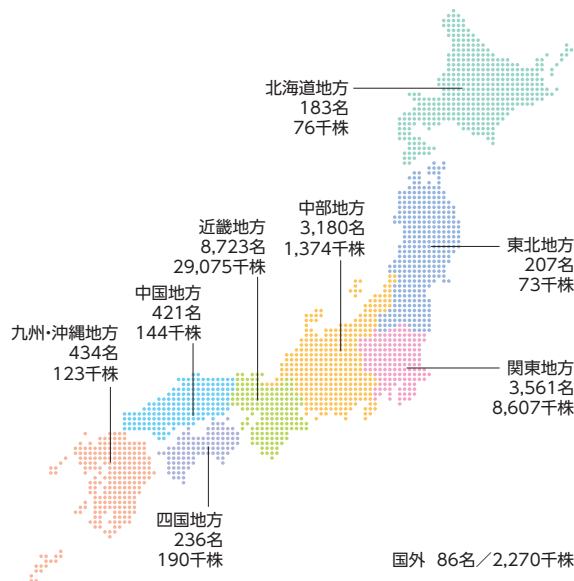 北海道地方
183名
76千株
中部地方
3,180名
1,374千株
近畿地方
8,723名
29,075千株
東北地方
207名
73千株
中国地方
421名
144千株
九州・沖縄地方
434名
123千株
関東地方
3,561名
8,607千株
四国地方
236名
190千株
国外 86名／2,270千株